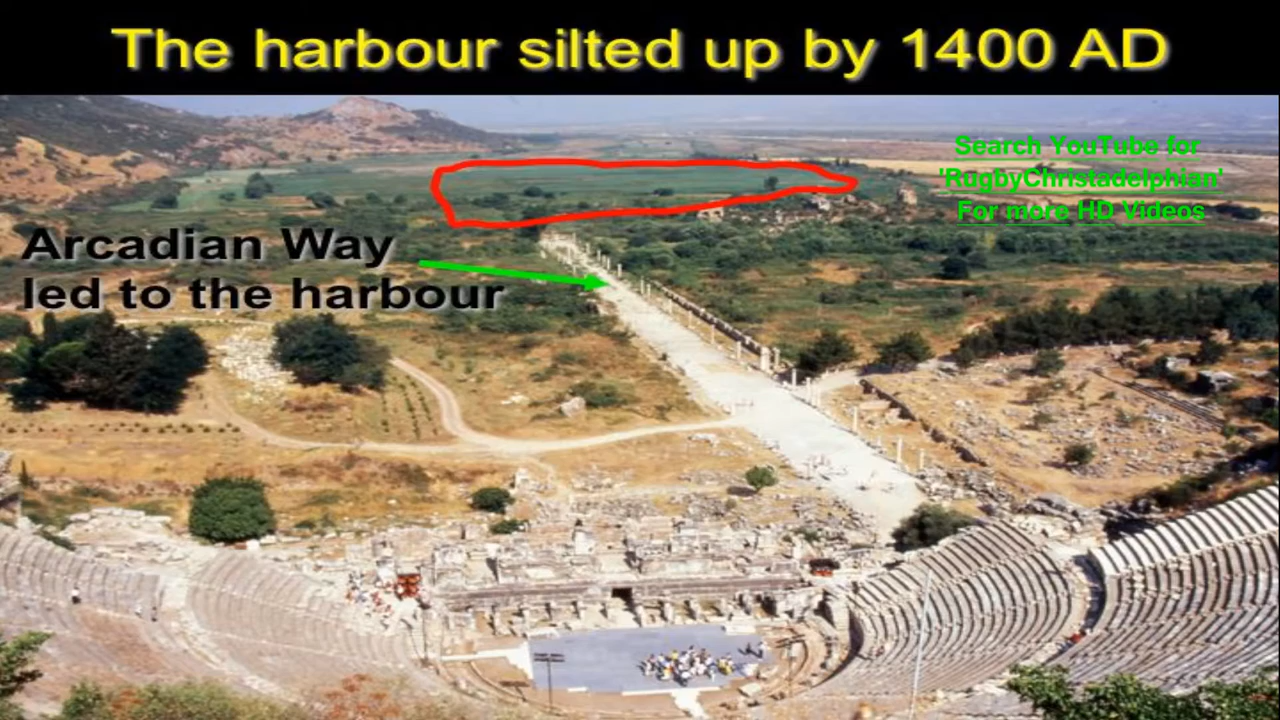 The harbour silted up by 1400 AD
Search YouTube for
'RugbyChristadelphian'
For more HD Videos
Arcadian Way
led to the harbour